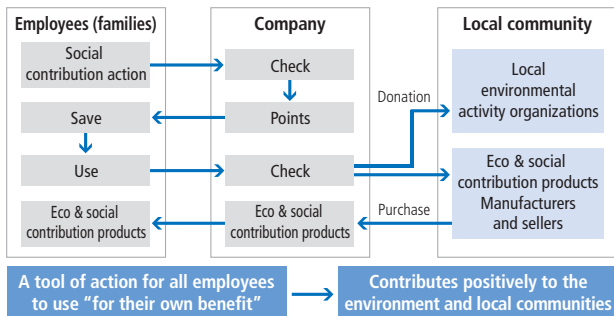 Employees (families)
Company
Local community
Social
contribution action
Check
Local
environmental
activity organizations
Donation
Save
Points
Use
Check
Eco & social
contribution products
Manufacturers
and sellers
Purchase
Eco & social
contribution products
Eco & social
contribution products
A tool of action for all employees
to use “for their own benefit”
Contributes positively to the
environment and local communities